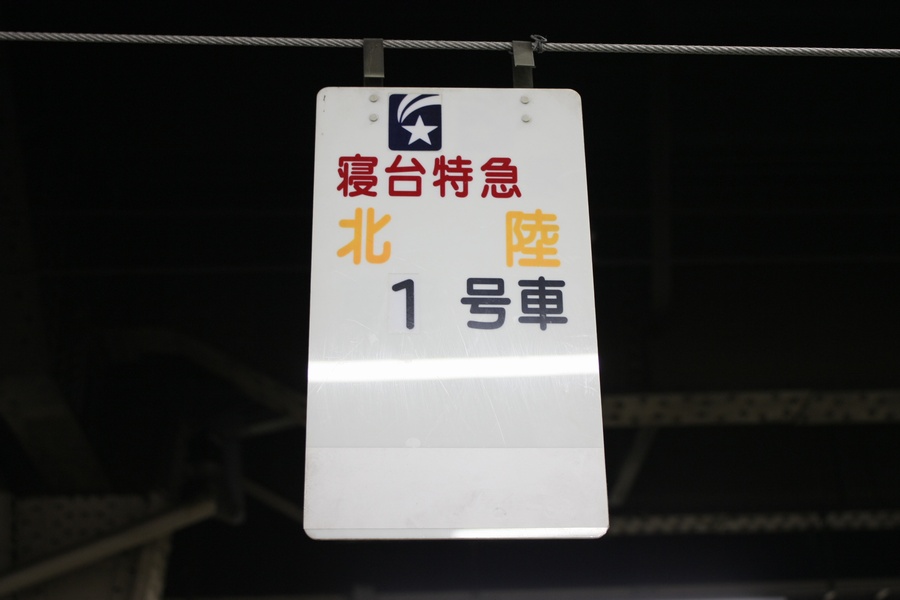 寝台特急
北 陸
1 号車